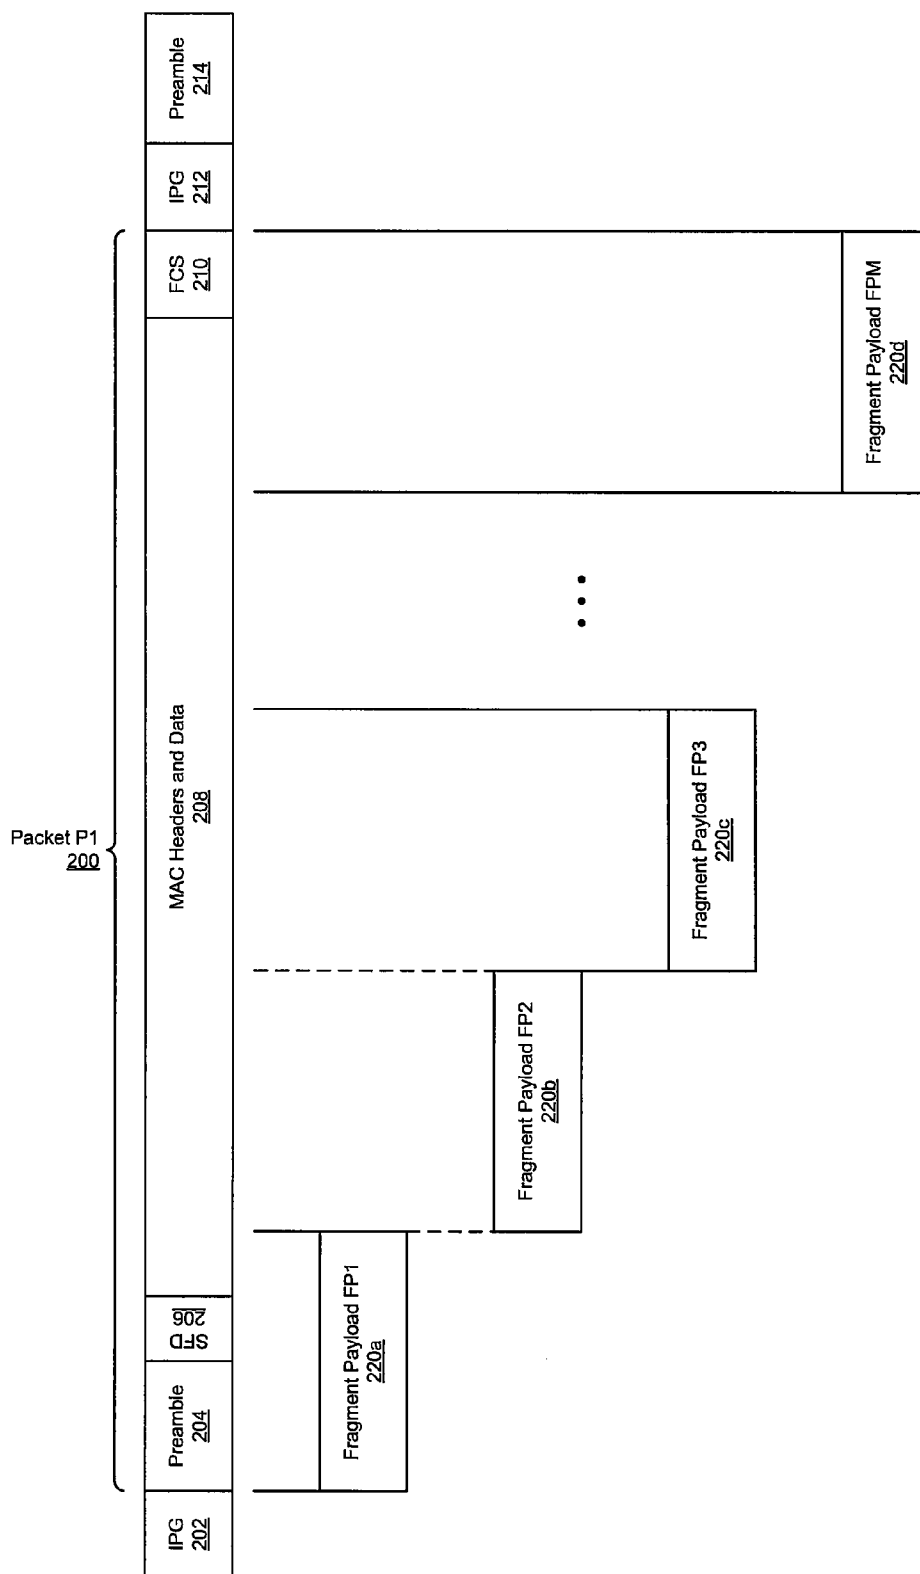 Packet P1
200
IPG
202
Preamble
204
SFD
206
MAC Headers and Data
208
FCS
210
IPG
212
Preamble
214
Fragment Payload FP1
220a
Fragment Payload FP2
220b
Fragment Payload FP3
220c
Fragment Payload FPM
220d